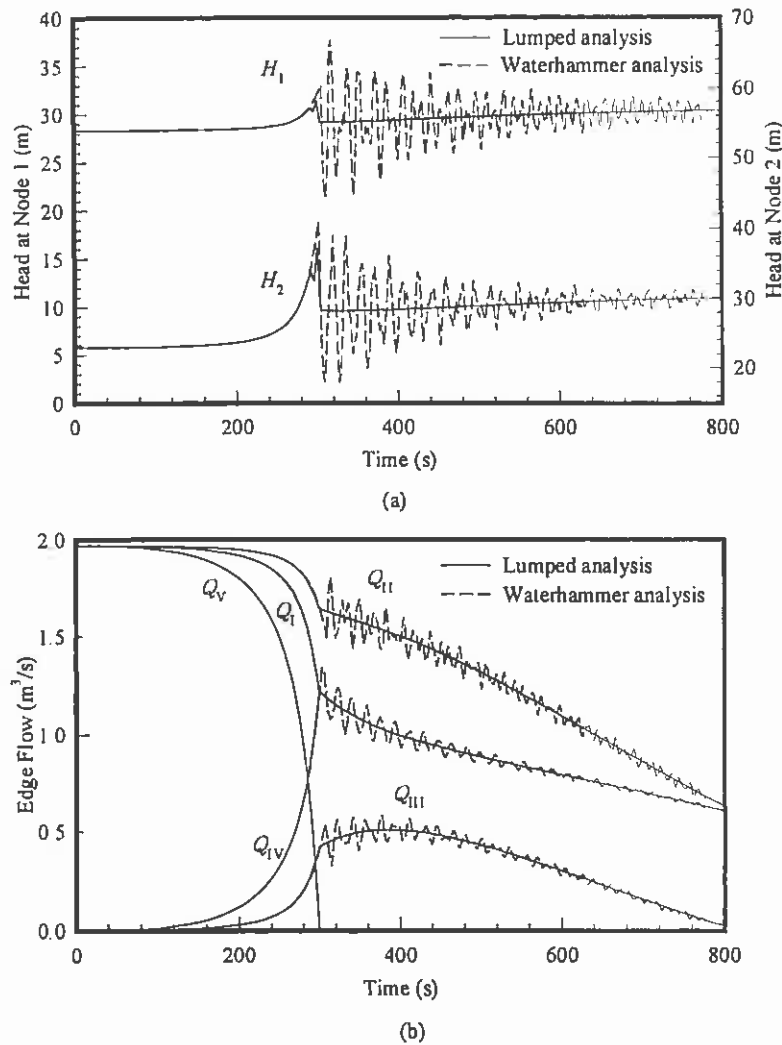 40
35
30
25
20
15
10
5
0
Head at Node 1 (m)
70
60
50
40
30
20
Head at Node 2 (m)
H1
H2
Lumped analysis
Waterhammer analysis
0
200
400
600
800
Time (s)
(a)
2.0
1.5
1.0
0.5
0.0
Edge Flow (m³/s)
QV
QI
QII
QIII
QIV
Lumped analysis
Waterhammer analysis
0
200
400
600
800
Time (s)
(b)